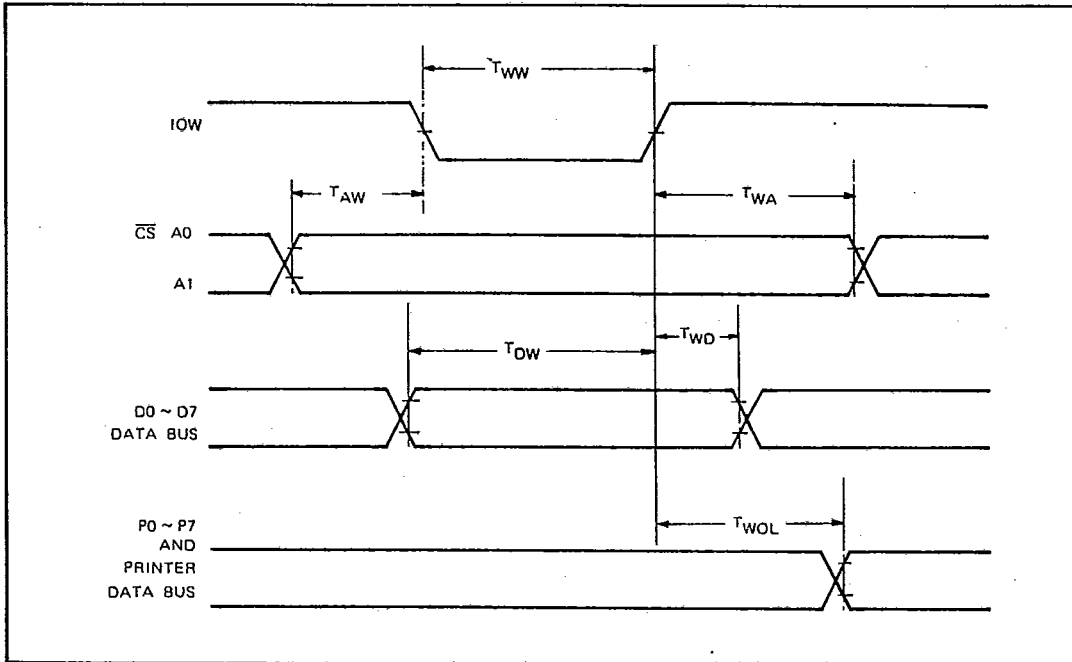 TWW
IOW
TAW
TWA
CS A0
A1
TDW
TWD
D0 ~ D7
DATA BUS
P0 ~ P7
AND
PRINTER
DATA BUS
TWOL